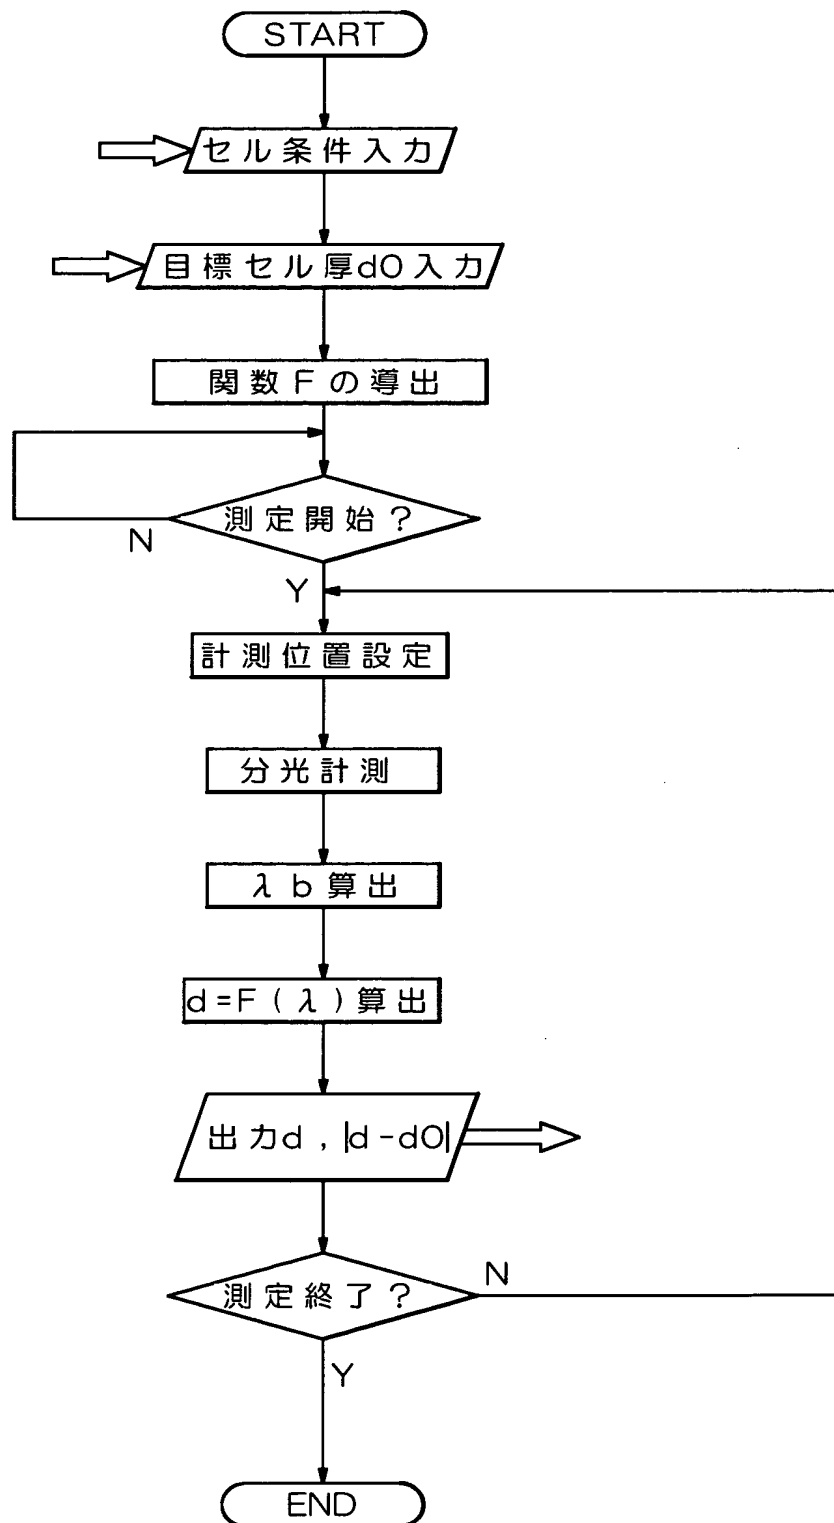 START
セル条件入力
目標セル厚d0入力
関数Fの導出
測定開始?
N
Y
計測位置設定
分光計測
λb算出
d=F(λ)算出
出力d,|d-d0|
測定終了?
N
Y
END